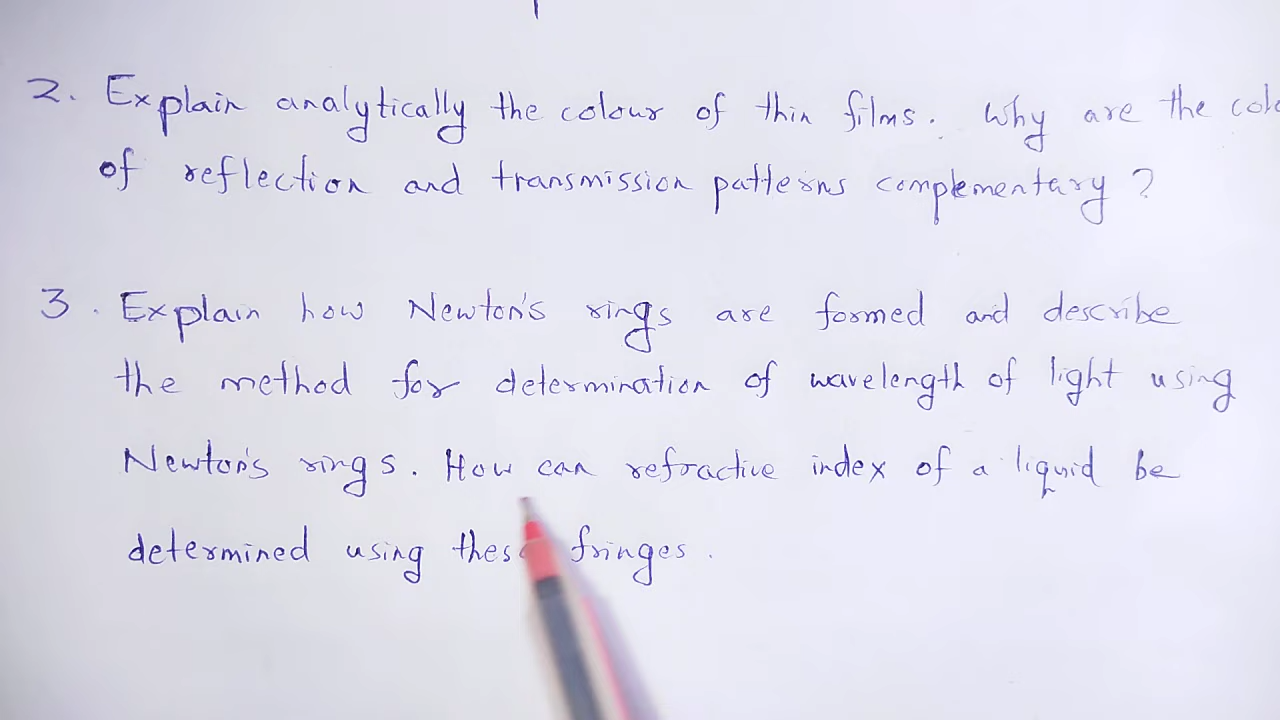 2. Explain analytically the colour of thin films. Why are the
of reflection and transmission patterns complementary ?
3. Explain how Newton's rings are formed and describe
the method for determination of wavelength of light using
Newton's rings. How can refractive index of a liquid be
determined using these fringes.